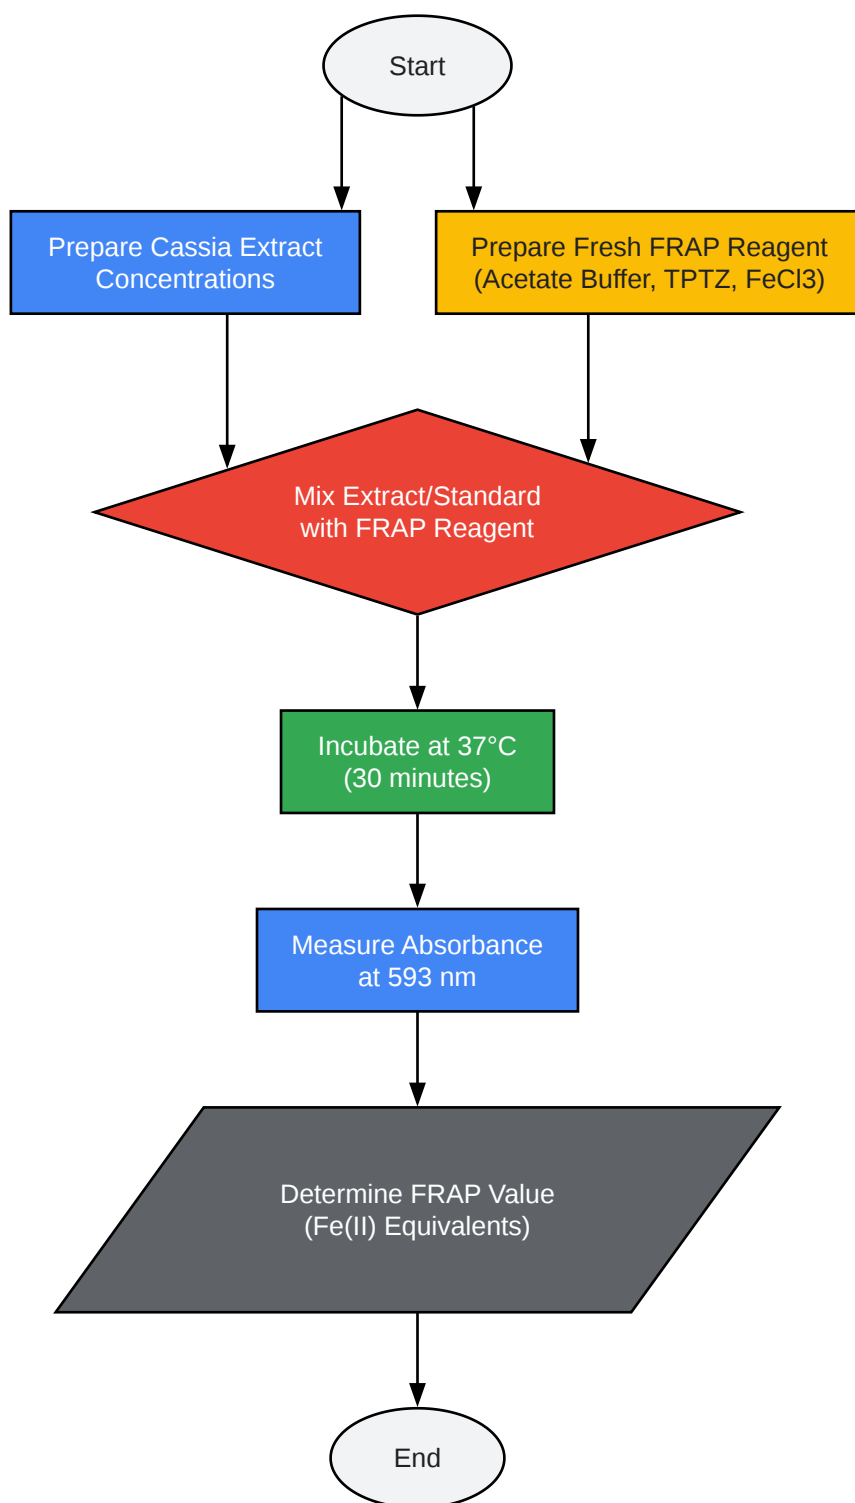 Start
Prepare Cassia Extract
Concentrations
Prepare Fresh FRAP Reagent
(Acetate Buffer, TPTZ, FeCl3)
Mix Extract/Standard
with FRAP Reagent
Incubate at 37°C
(30 minutes)
Measure Absorbance
at 593 nm
Determine FRAP Value
(Fe(II) Equivalents)
End